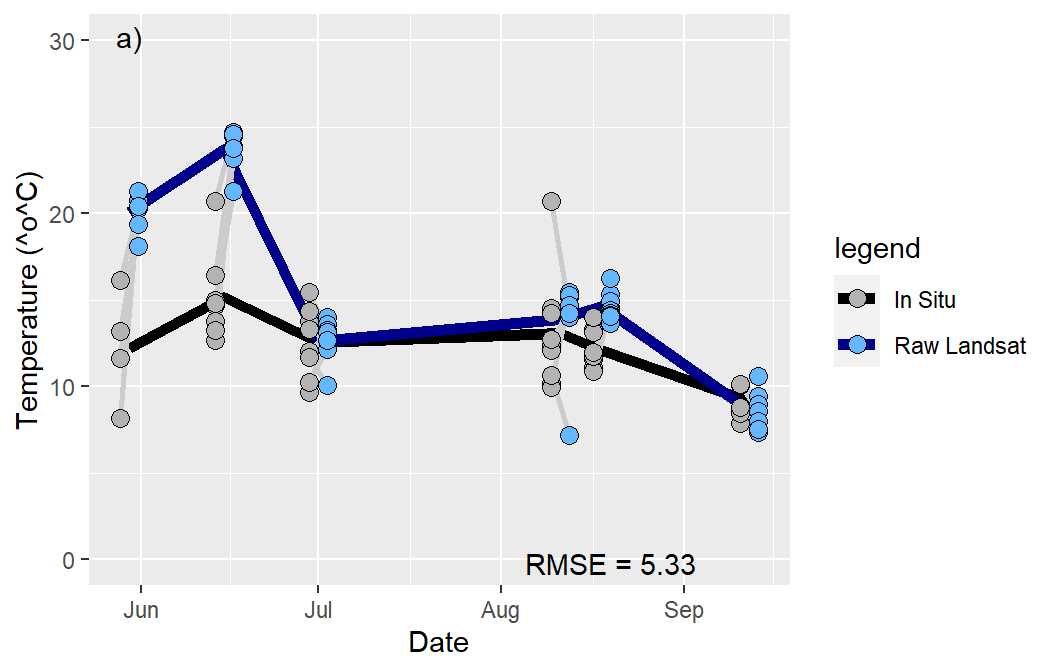 a)
30
20
10
0
Temperature (^o^C)
RMSE = 5.33
Jun
Jul
Aug
Sep
Date
legend
In Situ
Raw Landsat